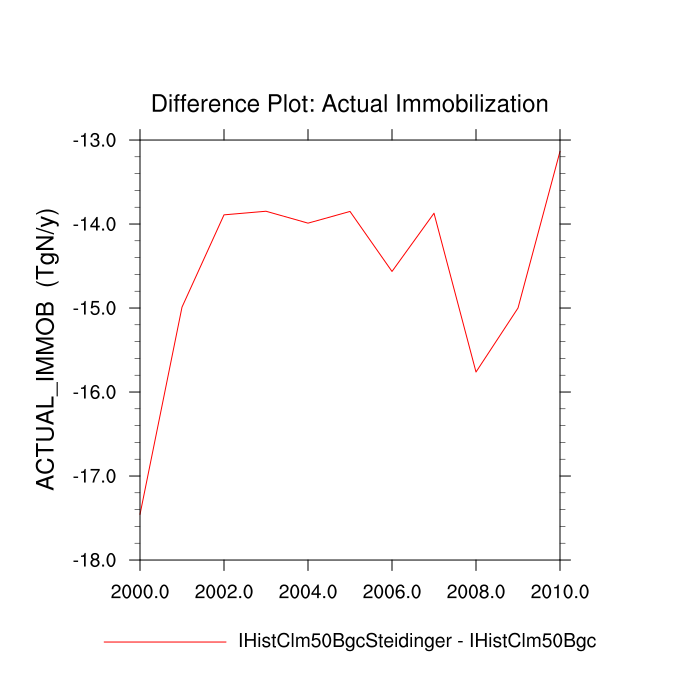 Difference Plot: Actual Immobilization
ACTUAL_IMMOB (TgN/y)
-13.0
-14.0
-15.0
-16.0
-17.0
-18.0
2000.0 2002.0 2004.0 2006.0 2008.0 2010.0
IHistClm50BgcSteidinger - IHistClm50Bgc